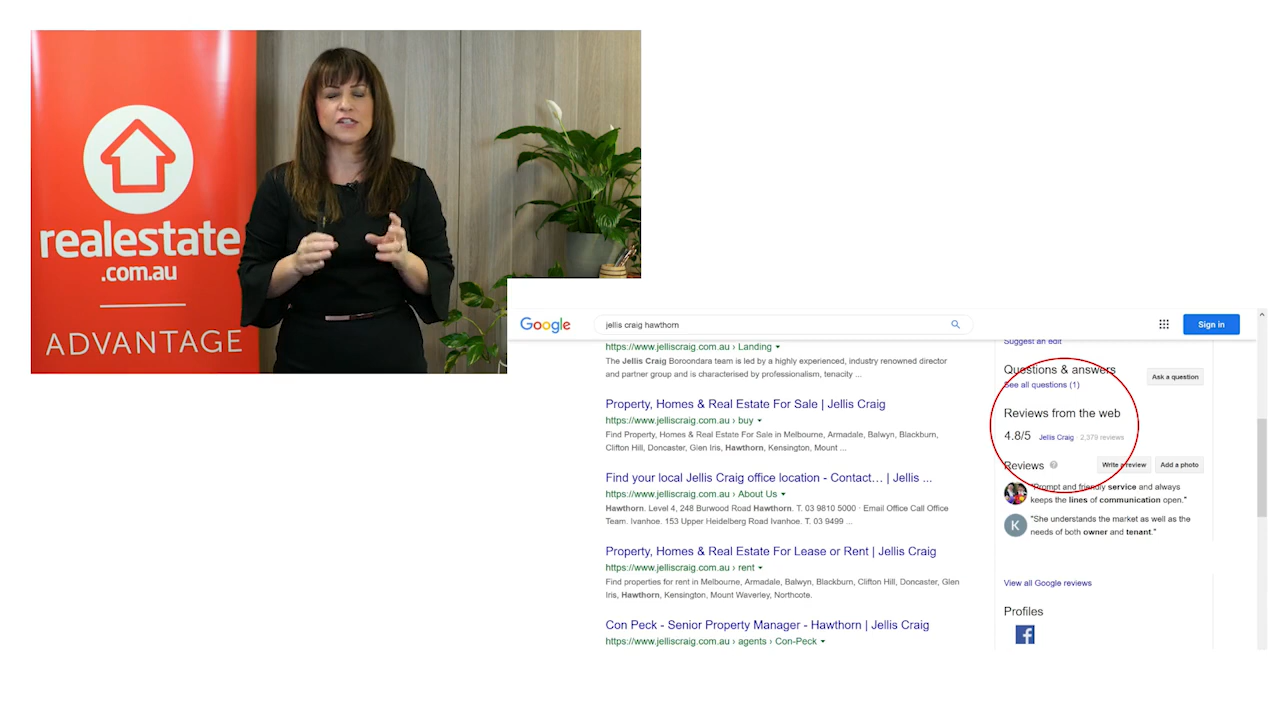 realestate
.com.au
ADVANTAGE
Google
jellis craig hawthorn
Sign in
https://www.jelliscraig.com.au › Landing
The Jellis Craig Boroondara team is led by a highly experienced, industry renowned director
and partner group and is characterised by professionalism, tenacity ...
Property, Homes & Real Estate For Sale | Jellis Craig
https://www.jelliscraig.com.au › buy
Find Property, Homes & Real Estate For Sale in Melbourne, Armadale, Balwyn, Blackburn,
Clifton Hill, Doncaster, Glen Iris, Hawthorn, Kensington, Mount ...
Find your local Jellis Craig office location - Contact… | Jellis ...
https://www.jelliscraig.com.au › About Us
Hawthorn. Level 4, 248 Burwood Road Hawthorn. T. 03 9810 5000 · Email Office Call Office
Team. Ivanhoe. 153 Upper Heidelberg Road Ivanhoe. T. 03 9499 ...
Property, Homes & Real Estate For Lease or Rent | Jellis Craig
https://www.jelliscraig.com.au › rent
Find properties for rent in Melbourne, Armadale, Balwyn, Blackburn, Clifton Hill, Doncaster, Glen
Iris, Hawthorn, Kensington, Mount Waverley, Northcote.
Con Peck - Senior Property Manager - Hawthorn | Jellis Craig
https://www.jelliscraig.com.au › agents › Con-Peck
Suggest an edit
Questions & answers
See all questions (1)
Ask a question
Reviews from the web
4.8/5 Jellis Craig 2,379 reviews
Reviews
Write a review
Add a photo
"Prompt and friendly service and always
keeps the lines of communication open."
K
"She understands the market as well as the
needs of both owner and tenant."
View all Google reviews
Profiles